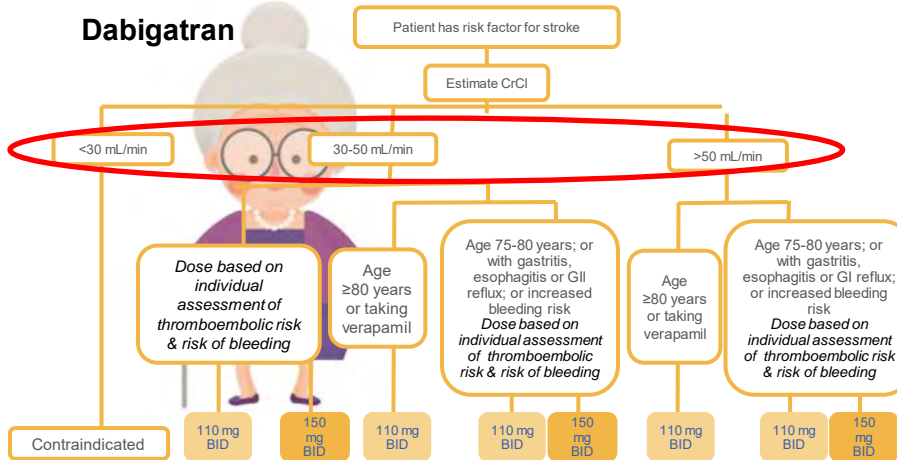 Dabigatran
Patient has risk factor for stroke
Estimate CrCl
<30 mL/min
30-50 mL/min
>50 mL/min
Dose based on
individual
assessment of
thromboembolic risk
& risk of bleeding
Age
≥80 years
or taking
verapamil
Age 75-80 years; or
with gastritis,
esophagitis or GII
reflux; or increased
bleeding risk
Dose based on
individual assessment
of thromboembolic
risk & risk of bleeding
Age
≥80 years
or taking
verapamil
Age 75-80 years; or
with gastritis,
esophagitis or GI reflux;
or increased bleeding
risk
Dose based on
individual assessment
of thromboembolic risk
& risk of bleeding
Contraindicated
110 mg
BID
150
mg
BID
110 mg
BID
110 mg
BID
150
mg
BID
110 mg
BID
110 mg
BID
150
mg
BID